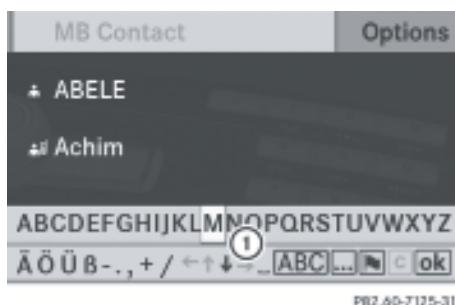 MB Contact Options
ABELE
Achim
ABCDEFGHIJKLMNOPQRSTUVWXYZ
1
ÄÖÜß-.,+/←↑↓→_ ABC ... c ok
P82.60-7125-31